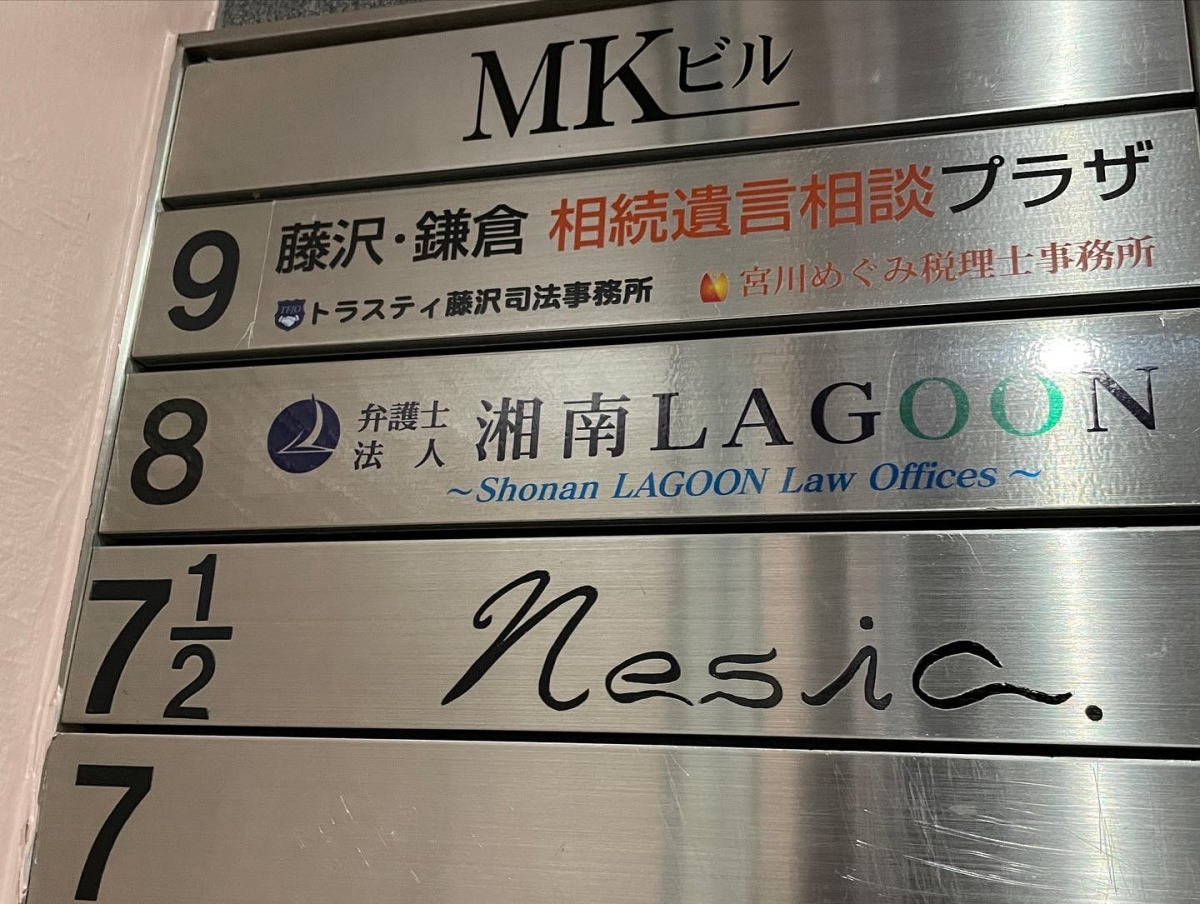 MKビル
9 藤沢・鎌倉 相続遺言相談プラザ
TFJO トラスティ藤沢司法事務所 宮川めぐみ税理士事務所
8 弁護士法人 湘南LAGOON
~Shonan LAGOON Law Offices~
7 1/2 Nesia.
7